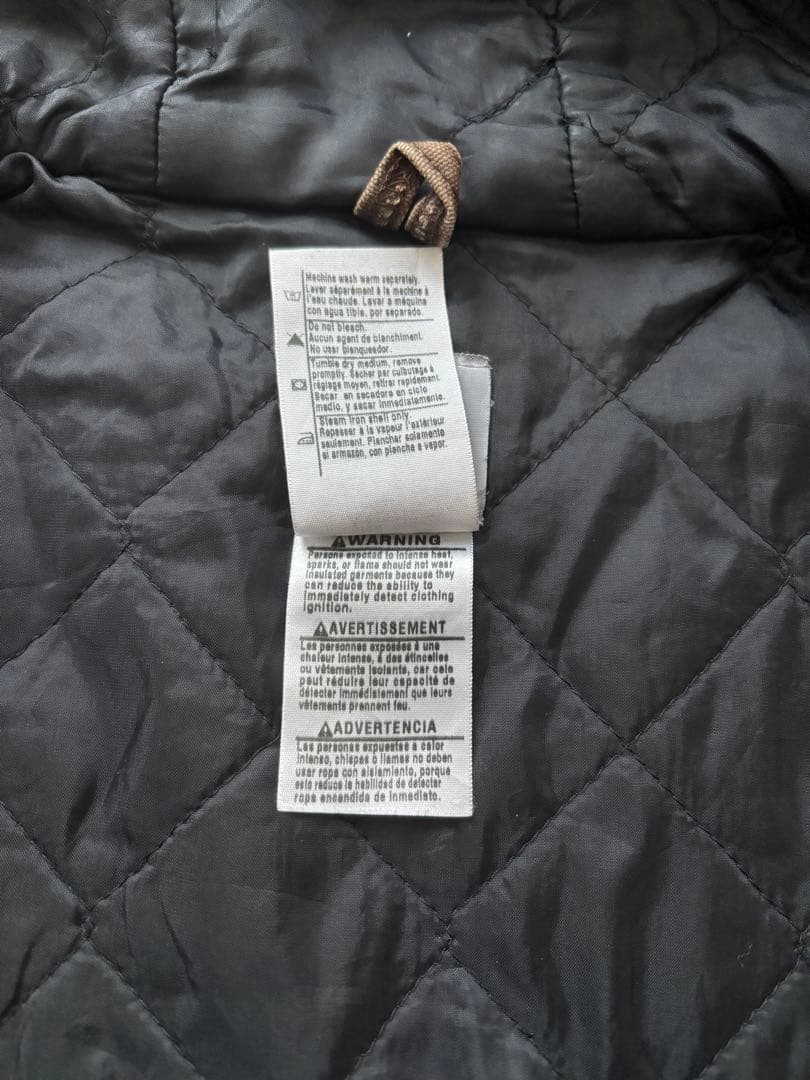 Machine wash warm separately.
Laver séparément à la machine à
l'eau chaude. Lavar a máquina
con agua tibia, por separado.
Do not bleach.
Aucun agent de blanchiment.
No usar blanqueador.
Tumble dry medium, remove
promptly. Sécher par culbutage à
réglage moyen, retirer rapidement.
Secar en secadora en ciclo
medio, y sacar inmediatamente.
Steam iron shell only.
Repasser à la vapeur l'extérieur
seulement. Planchar solamente
el armazón, con plancha a vapor.
WARNING
Persons exposed to intense heat,
sparks, or flame should not wear
insulated garments because they
can reduce the ability to
immediately detect clothing
ignition.
AVERTISSEMENT
Les personnes exposées à une
chaleur intense, à des étincelles
ou vêtements isolants, car cela
peut réduire leur capacité de
détecter immédiatement que leurs
vêtements prennent feu.
ADVERTENCIA
Las personas expuestas a calor
intenso, chispas o llamas no deben
usar ropa con aislamiento, porque
esto reduce la habilidad de detectar
ropa encendida de inmediato.